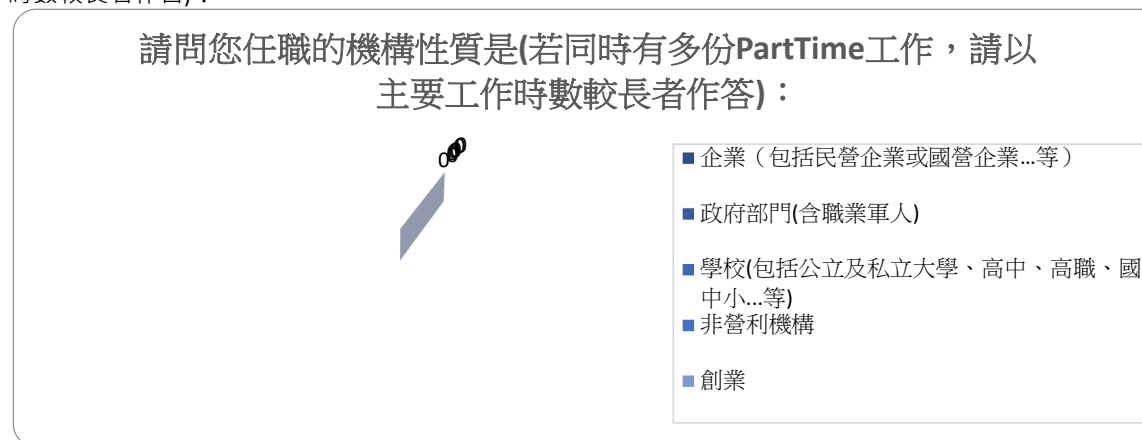 請問您任職的機構性質是(若同時有多份PartTime工作，請以
主要工作時數較長者作答)：
■ 企業（包括民營企業或國營企業…等）
■ 政府部門(含職業軍人)
■ 學校(包括公立及私立大學、高中、高職、國
中小…等)
■ 非營利機構
■ 創業